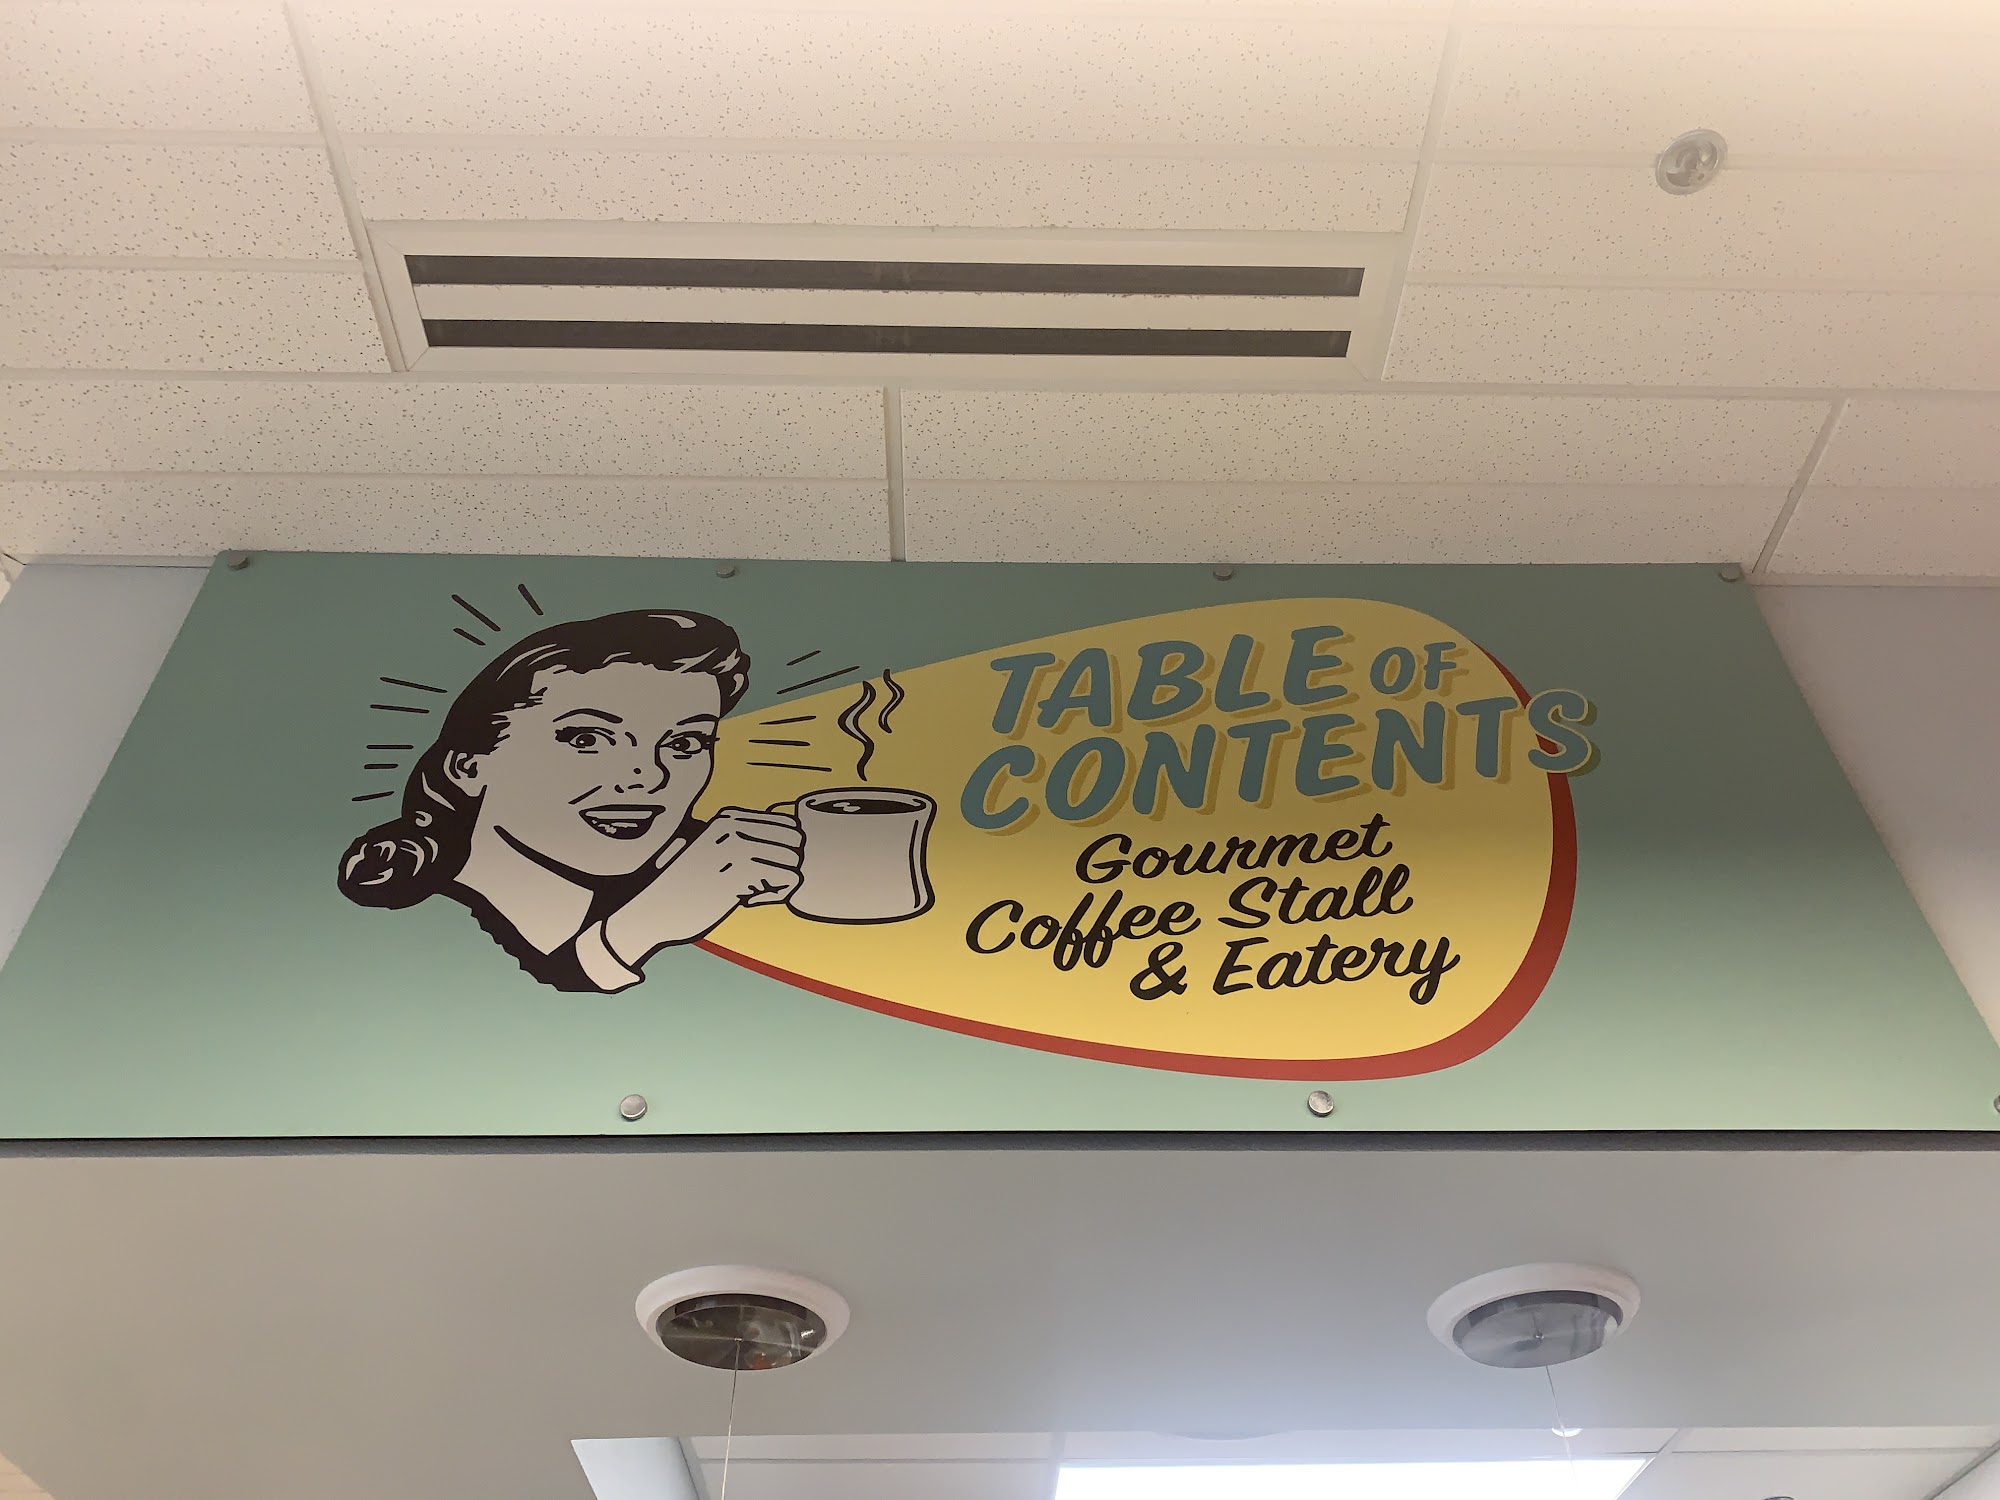 TABLE OF
CONTENTS
Gourmet
Coffee Stall
& Eatery